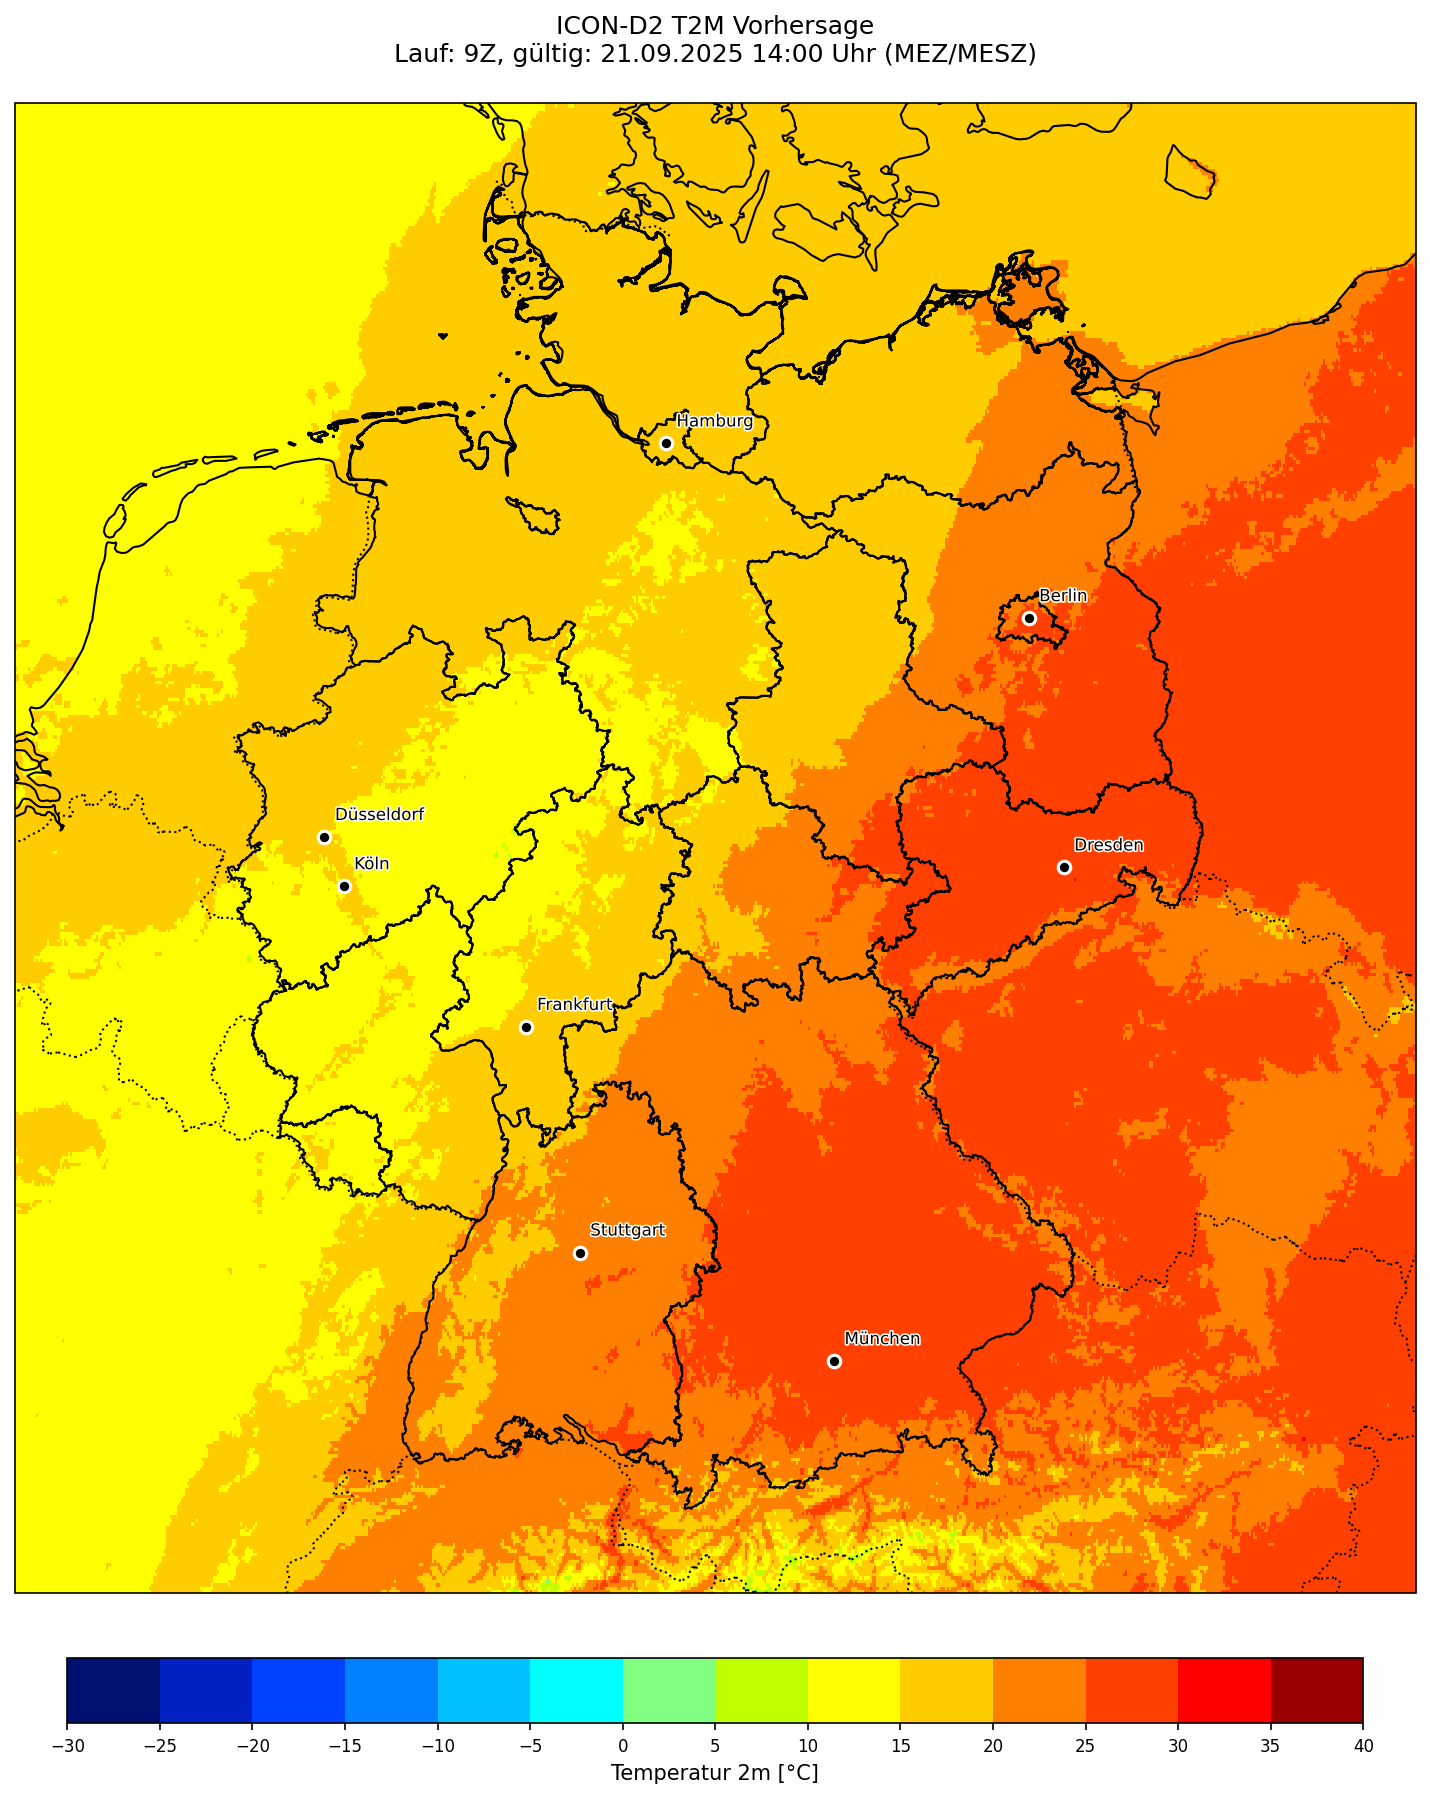 ICON-D2 T2M Vorhersage
Lauf: 9Z, gültig: 21.09.2025 14:00 Uhr (MEZ/MESZ)
Hamburg
Berlin
Düsseldorf
Köln
Dresden
Frankfurt
Stuttgart
München
−30 −25 −20 −15 −10 −5 0 5 10 15 20 25 30 35 40
Temperatur 2m [°C]